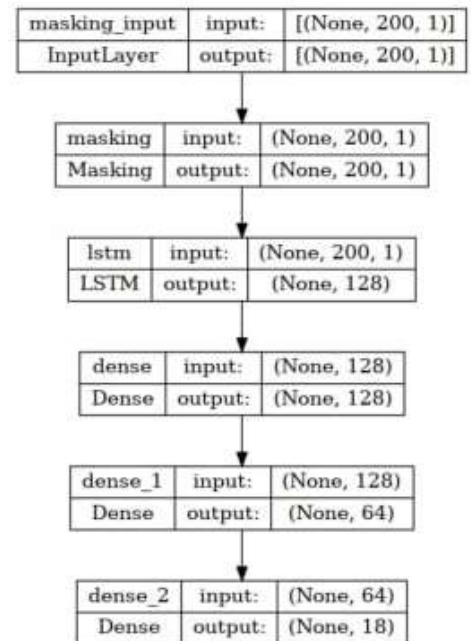 masking_input input: [(None, 200, 1)]
InputLayer output: [(None, 200, 1)]
masking input: (None, 200, 1)
Masking output: (None, 200, 1)
lstm input: (None, 200, 1)
LSTM output: (None, 128)
dense input: (None, 128)
Dense output: (None, 128)
dense_1 input: (None, 128)
Dense output: (None, 64)
dense_2 input: (None, 64)
Dense output: (None, 18)